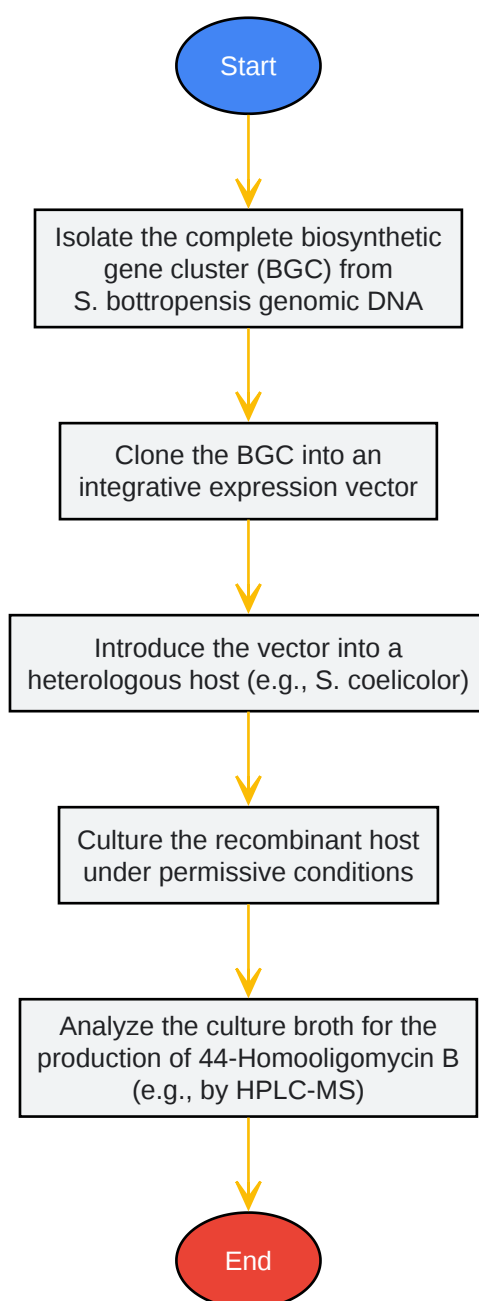 Start
Isolate the complete biosynthetic
gene cluster (BGC) from
S. bottropensis genomic DNA
Clone the BGC into an
integrative expression vector
Introduce the vector into a
heterologous host (e.g., S. coelicolor)
Culture the recombinant host
under permissive conditions
Analyze the culture broth for the
production of 44-Homooligomycin B
(e.g., by HPLC-MS)
End